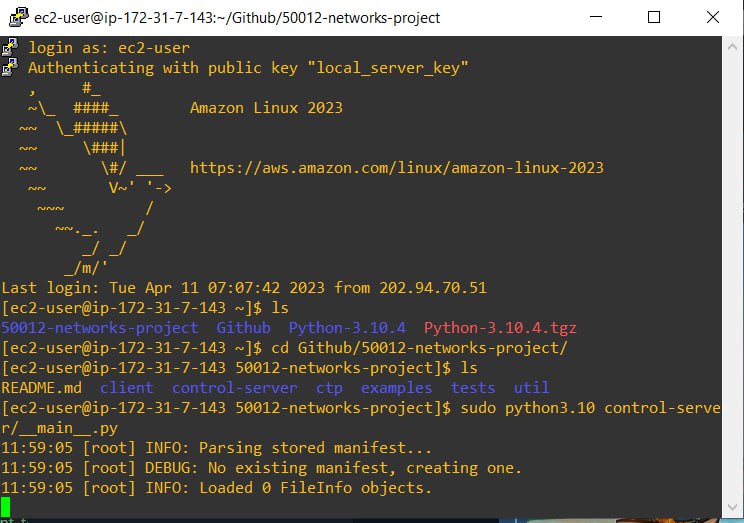 ec2-user@ip-172-31-7-143:~/Github/50012-networks-project
login as: ec2-user
Authenticating with public key "local_server_key"
   ,     #_
   ~\_  ####_        Amazon Linux 2023
  ~~  \_#####\
  ~~     \###|
  ~~       \#/ ___   https://aws.amazon.com/linux/amazon-linux-2023
   ~~       V~' '->
    ~~~         /
      ~~._.   _/
         _/ _/
       _/m/'
Last login: Tue Apr 11 07:07:42 2023 from 202.94.70.51
[ec2-user@ip-172-31-7-143 ~]$ ls
50012-networks-project  Github  Python-3.10.4  Python-3.10.4.tgz
[ec2-user@ip-172-31-7-143 ~]$ cd Github/50012-networks-project/
[ec2-user@ip-172-31-7-143 50012-networks-project]$ ls
README.md  client  control-server  ctp  examples  tests  util
[ec2-user@ip-172-31-7-143 50012-networks-project]$ sudo python3.10 control-serve
r/__main__.py
11:59:05 [root] INFO: Parsing stored manifest...
11:59:05 [root] DEBUG: No existing manifest, creating one.
11:59:05 [root] INFO: Loaded 0 FileInfo objects.